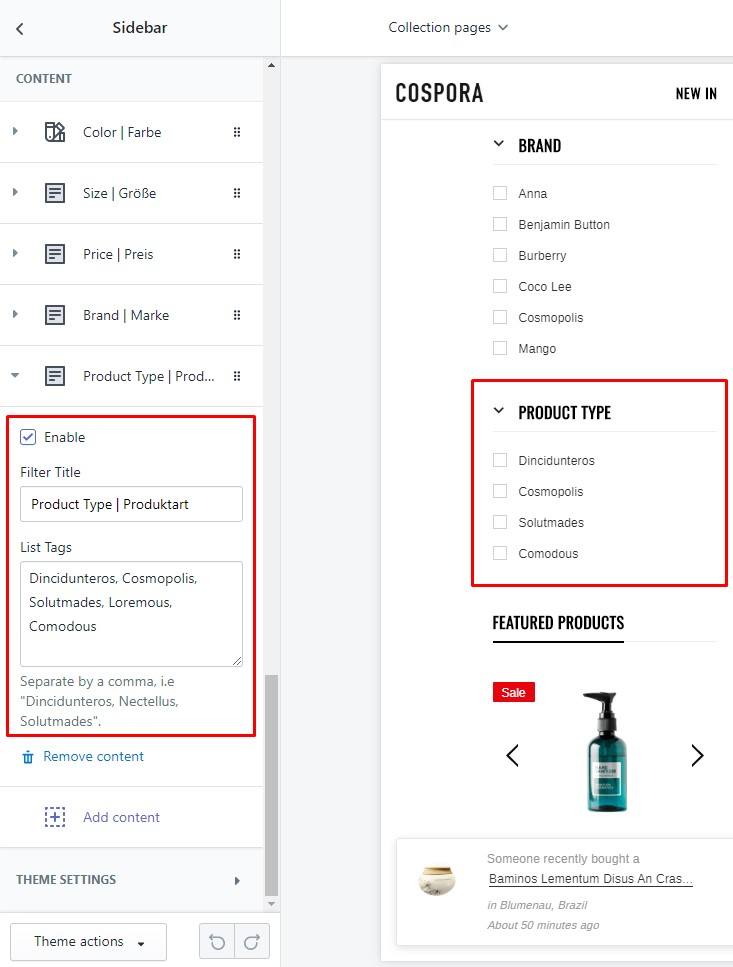 Sidebar
CONTENT
Color | Farbe
Size | Größe
Price | Preis
Brand | Marke
Product Type | Prod...
Enable
Filter Title
Product Type | Produktart
List Tags
Dincidunteros, Cosmopolis,
Solutmades, Loremous,
Comodous
Separate by a comma, i.e
"Dincidunteros, Nectellus,
Solutmades".
Remove content
Add content
THEME SETTINGS
Theme actions
Collection pages
COSPORA
NEW IN
BRAND
Anna
Benjamin Button
Burberry
Coco Lee
Cosmopolis
Mango
PRODUCT TYPE
Dincidunteros
Cosmopolis
Solutmades
Comodous
FEATURED PRODUCTS
Sale
Someone recently bought a
Baminos Lementum Disus An Cras...
in Blumenau, Brazil
About 50 minutes ago